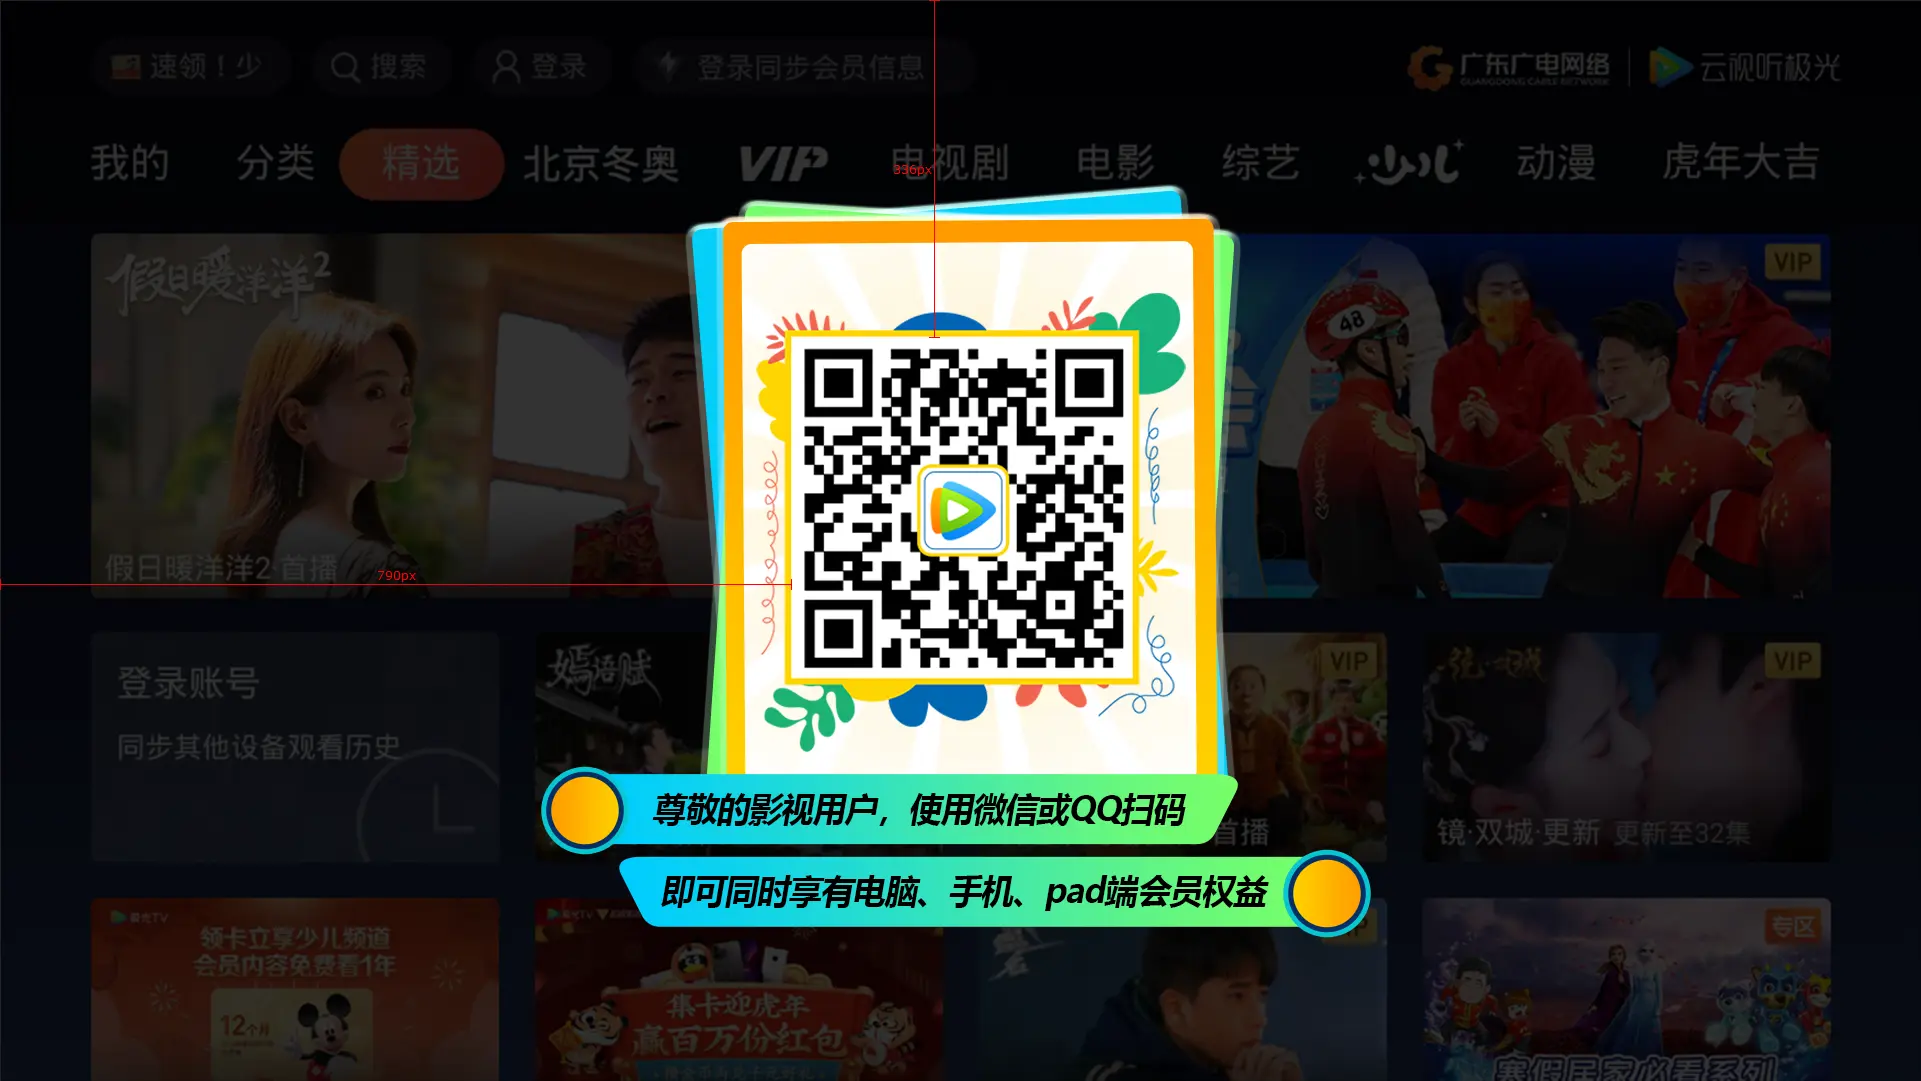 速领！少
搜索
登录
登录同步会员信息
广东广电网络
GUANGDONG CABLE NETWORK
云视听极光
我的
分类
精选
北京冬奥
VIP
电视剧
电影
综艺
少儿
动漫
虎年大吉
336px
假日暖洋洋2
VIP
48
假日暖洋洋2·首播
790px
登录账号
同步其他设备观看历史
嫣语赋
VIP
首播
VIP
镜·双城·更新 更新至32集
尊敬的影视用户，使用微信或QQ扫码
即可同时享有电脑、手机、pad端会员权益
极光TV
领卡立享少儿频道
会员内容免费看1年
12个月
极光TV
集卡迎虎年
赢百万份红包
专区
寒假居家必看系列